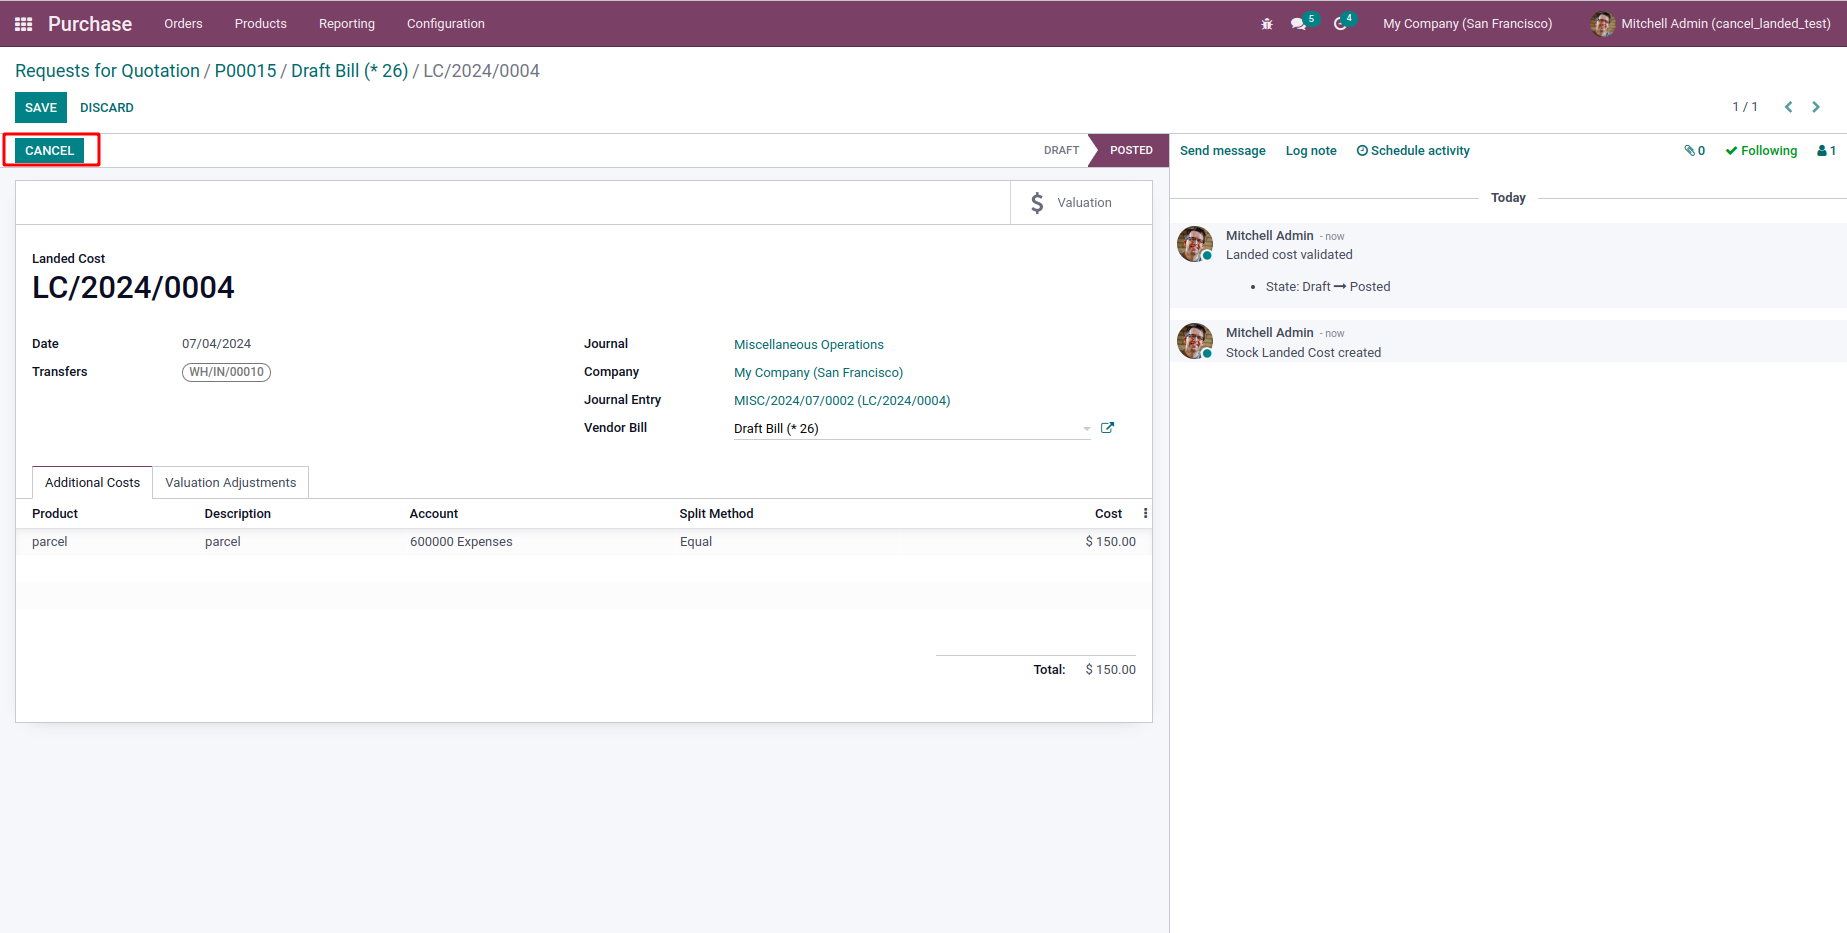 Purchase Orders Products Reporting Configuration 5 4 My Company (San Francisco) Mitchell Admin (cancel_landed_test)
Requests for Quotation / P00015 / Draft Bill (* 26) / LC/2024/0004
SAVE DISCARD 1 / 1
CANCEL DRAFT POSTED Send message Log note Schedule activity 0 Following 1
Valuation
Landed Cost
LC/2024/0004
Date 07/04/2024
Transfers WH/IN/00010
Journal Miscellaneous Operations
Company My Company (San Francisco)
Journal Entry MISC/2024/07/0002 (LC/2024/0004)
Vendor Bill Draft Bill (* 26)
Additional Costs Valuation Adjustments
Product Description Account Split Method Cost
parcel parcel 600000 Expenses Equal $ 150.00
Total: $ 150.00
Today
Mitchell Admin - now
Landed cost validated
• State: Draft → Posted
Mitchell Admin - now
Stock Landed Cost created